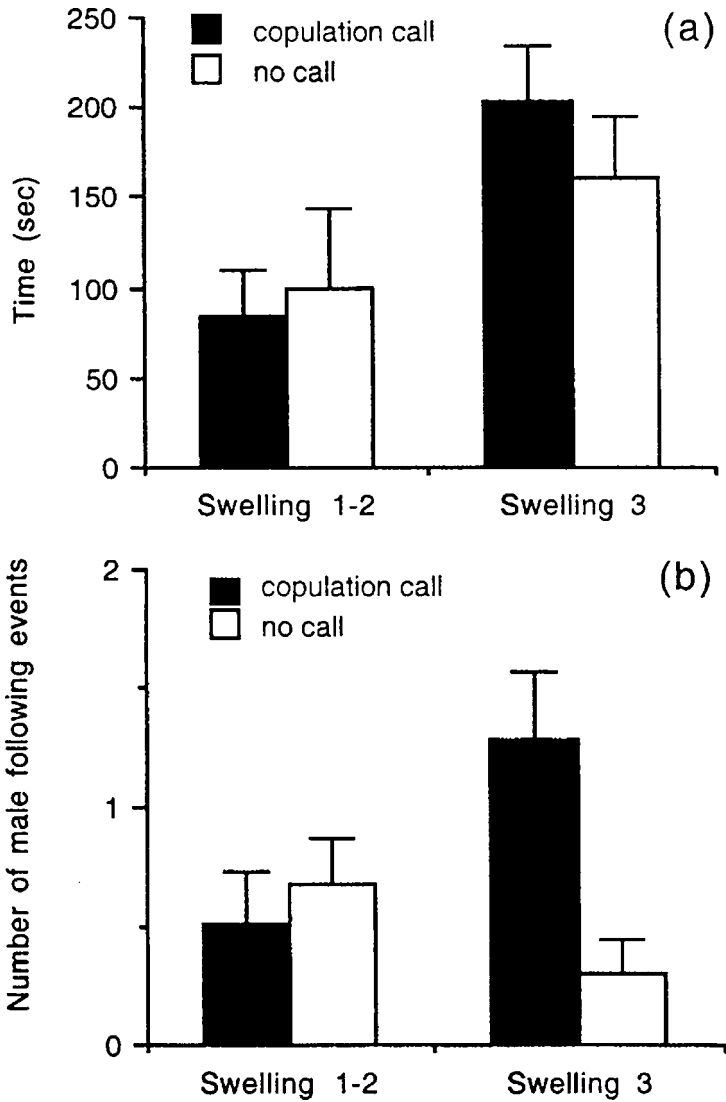 (a)
copulation call
no call
250
200
150
100
50
0
Time (sec)
Swelling 1-2 Swelling 3
(b)
copulation call
no call
2
1
0
Number of male following events
Swelling 1-2 Swelling 3